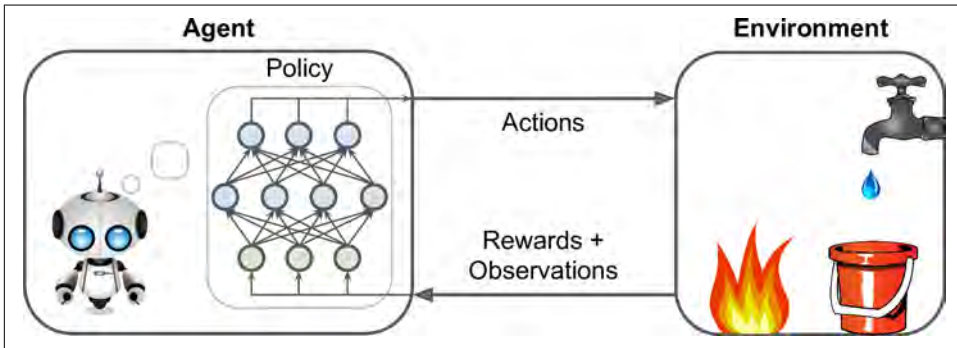 Agent
Environment
Policy
Actions
Rewards +
Observations